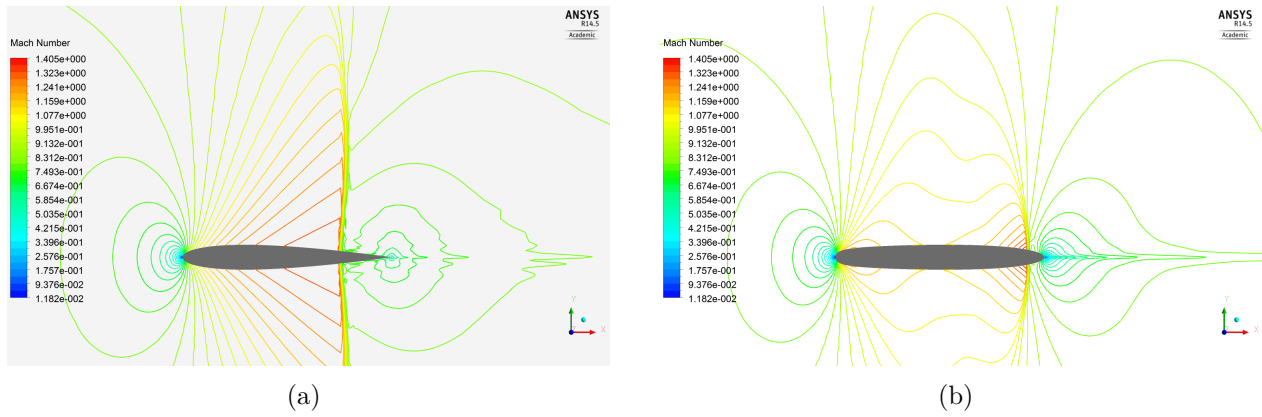 ANSYS
R14.5
Academic
Mach Number
1.405e+000
1.323e+000
1.241e+000
1.159e+000
1.077e+000
9.951e-001
9.132e-001
8.312e-001
7.493e-001
6.674e-001
5.854e-001
5.035e-001
4.215e-001
3.396e-001
2.576e-001
1.757e-001
9.377e-002
1.182e-002
Y
X
(a)
ANSYS
R14.5
Academic
Mach Number
1.405e+000
1.323e+000
1.241e+000
1.159e+000
1.077e+000
9.951e-001
9.132e-001
8.312e-001
7.493e-001
6.674e-001
5.854e-001
5.035e-001
4.215e-001
3.396e-001
2.576e-001
1.757e-001
9.377e-002
1.182e-002
Y
X
(b)